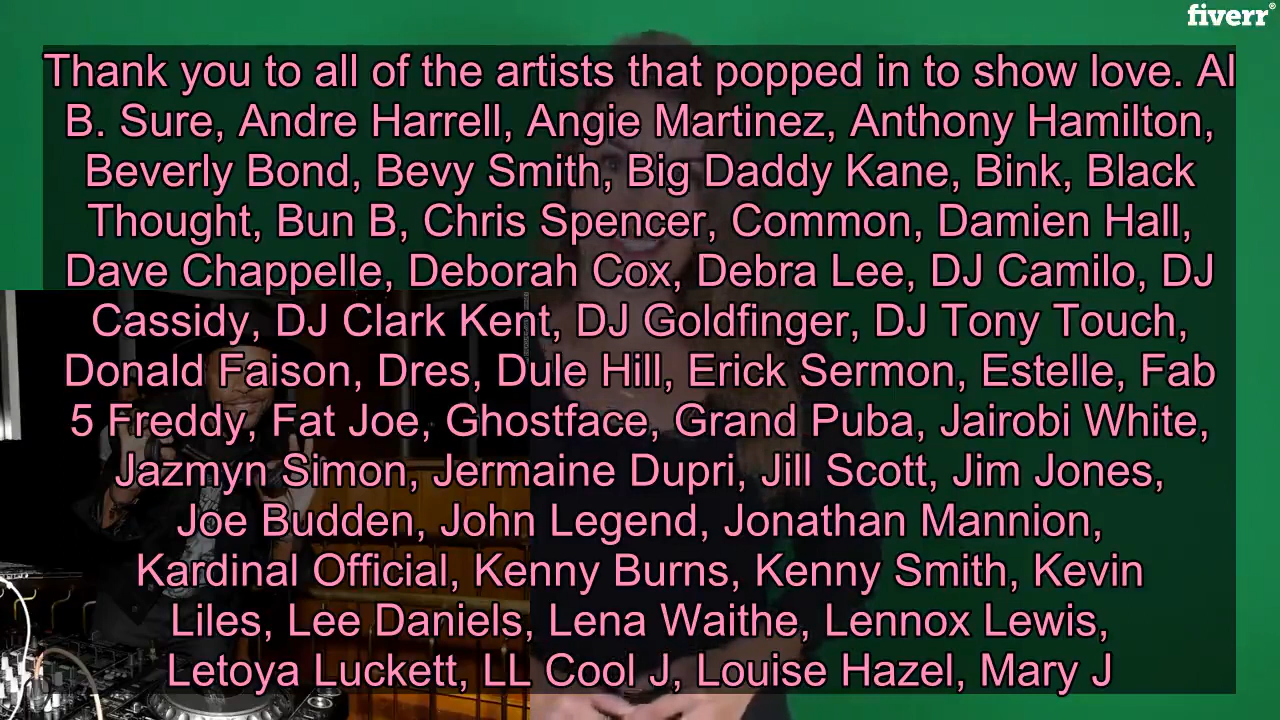 fiverr®
Thank you to all of the artists that popped in to show love. Al
B. Sure, Andre Harrell, Angie Martinez, Anthony Hamilton,
Beverly Bond, Bevy Smith, Big Daddy Kane, Bink, Black
Thought, Bun B, Chris Spencer, Common, Damien Hall,
Dave Chappelle, Deborah Cox, Debra Lee, DJ Camilo, DJ
Cassidy, DJ Clark Kent, DJ Goldfinger, DJ Tony Touch,
Donald Faison, Dres, Dule Hill, Erick Sermon, Estelle, Fab
5 Freddy, Fat Joe, Ghostface, Grand Puba, Jairobi White,
Jazmyn Simon, Jermaine Dupri, Jill Scott, Jim Jones,
Joe Budden, John Legend, Jonathan Mannion,
Kardinal Official, Kenny Burns, Kenny Smith, Kevin
Liles, Lee Daniels, Lena Waithe, Lennox Lewis,
Letoya Luckett, LL Cool J, Louise Hazel, Mary J